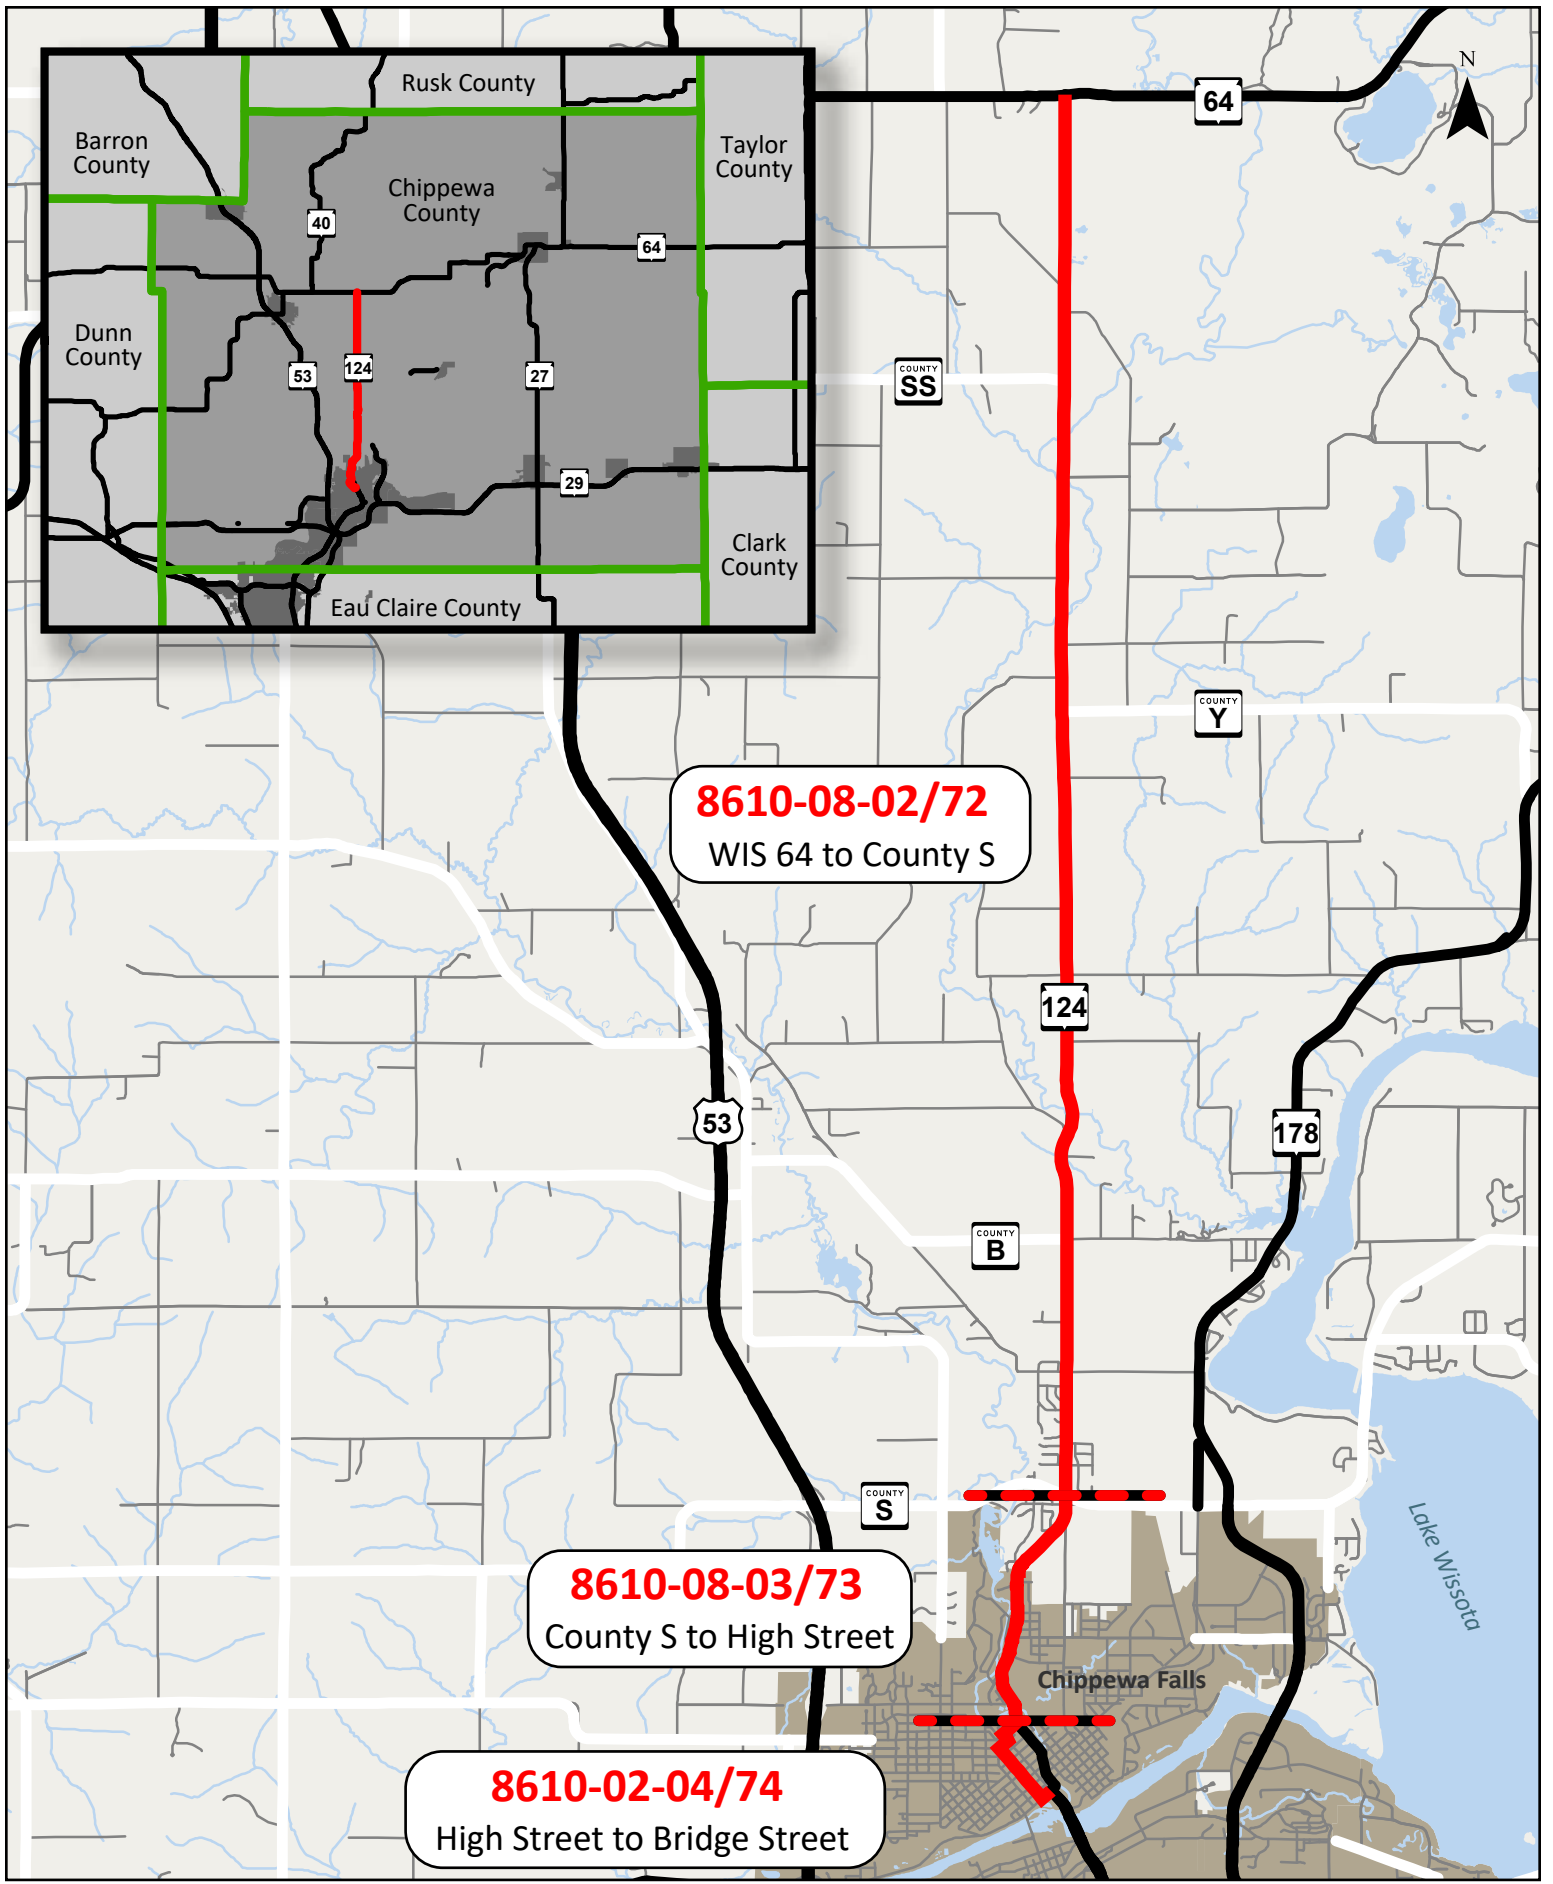 Rusk County
Barron
County
Taylor
County
Chippewa
County
40
64
Dunn
County
53
124
27
29
Clark
County
Eau Claire County
64
N
COUNTY
SS
COUNTY
Y
8610-08-02/72
WIS 64 to County S
124
53
178
COUNTY
B
COUNTY
S
Lake Wissota
8610-08-03/73
County S to High Street
Chippewa Falls
8610-02-04/74
High Street to Bridge Street